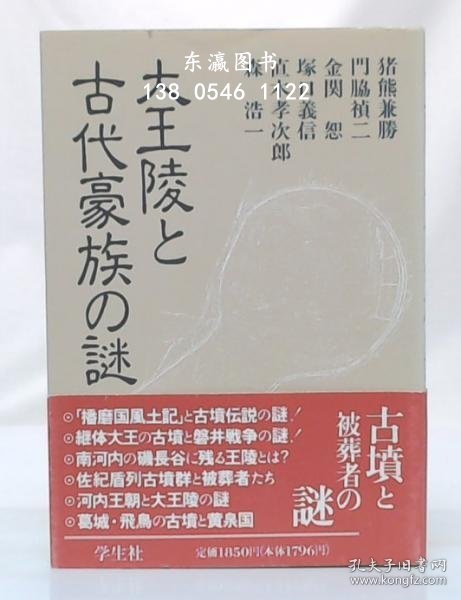 东瀛图书
138 0546 1122
猪熊兼勝
門脇禎二
金関 恕
塚口義信
直木孝次郎
森 浩一
大王陵と
古代豪族の謎
古墳と
被葬者の
謎
◎「播磨国風土記」と古墳伝説の謎!
◎継体大王の古墳と磐井戦争の謎!
◎南河内の磯長谷に残る王陵とは?
◎佐紀盾列古墳群と被葬者たち
◎河内王朝と大王陵の謎
◎葛城・飛鳥の古墳と黄泉国
学生社
定価1850円(本体1796円)
孔夫子旧书网
www.kongfz.com